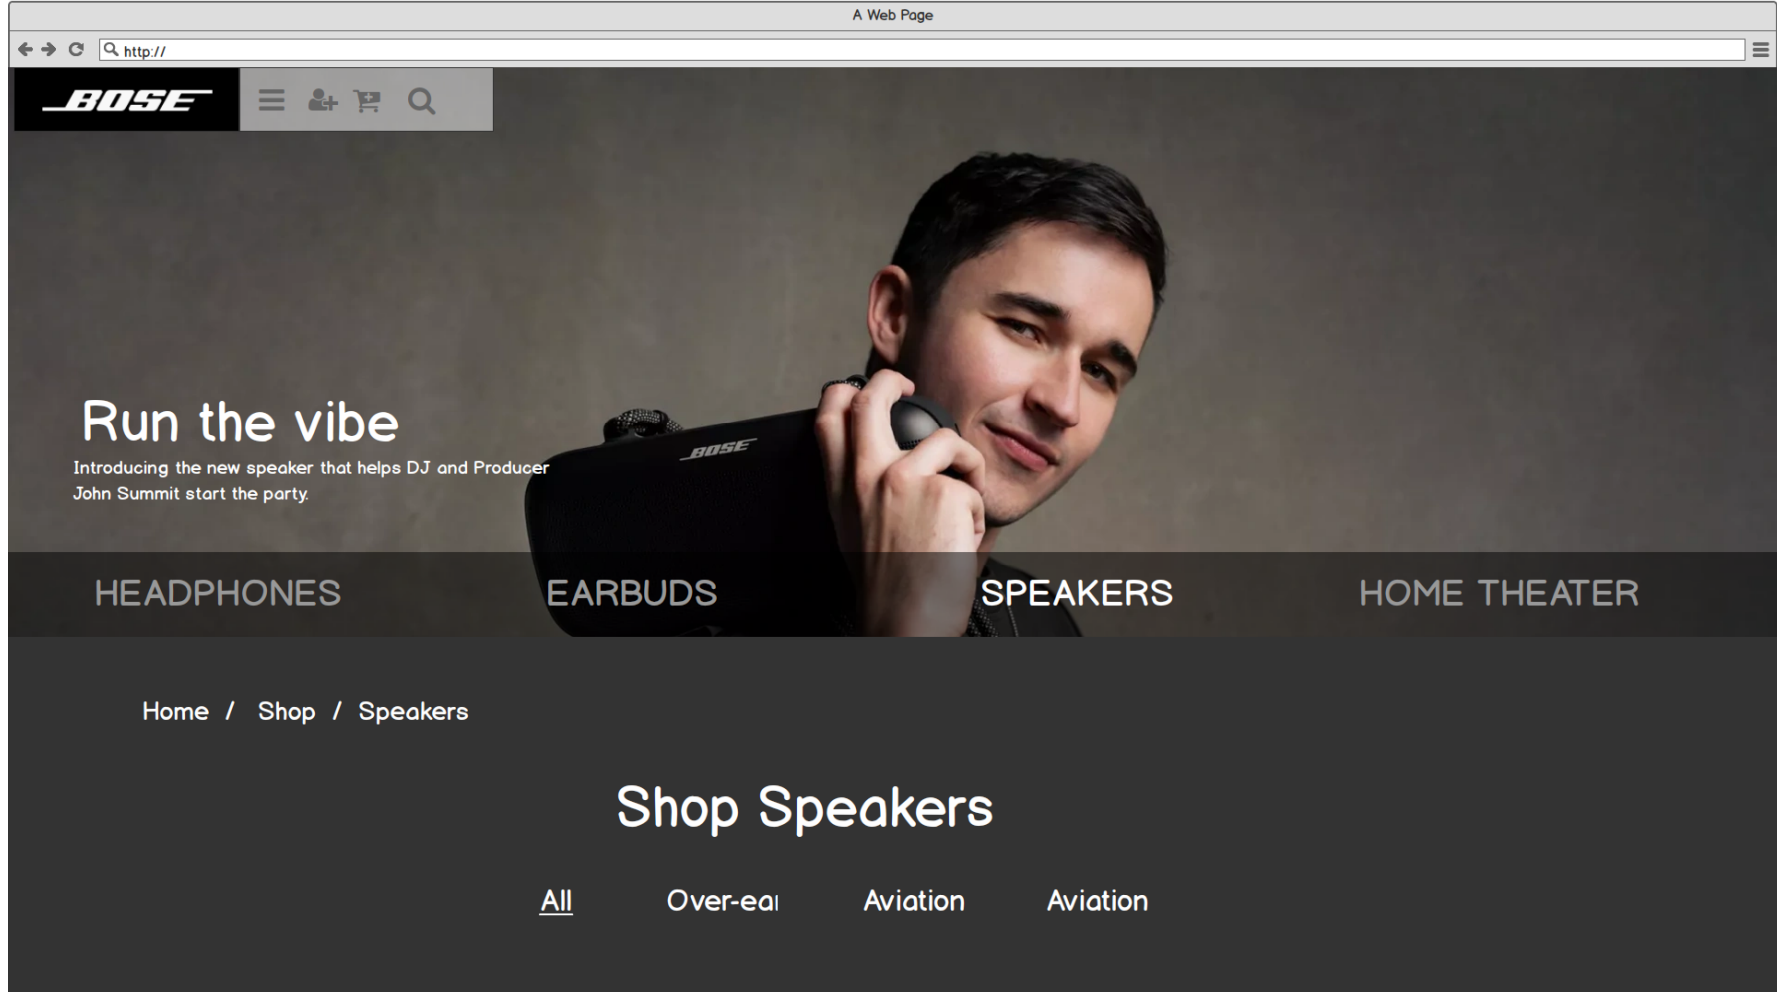 A Web Page
http://
BOSE
Run the vibe
Introducing the new speaker that helps DJ and Producer
John Summit start the party.
BOSE
HEADPHONES EARBUDS SPEAKERS HOME THEATER
Home / Shop / Speakers
Shop Speakers
All Over-ear Aviation Aviation